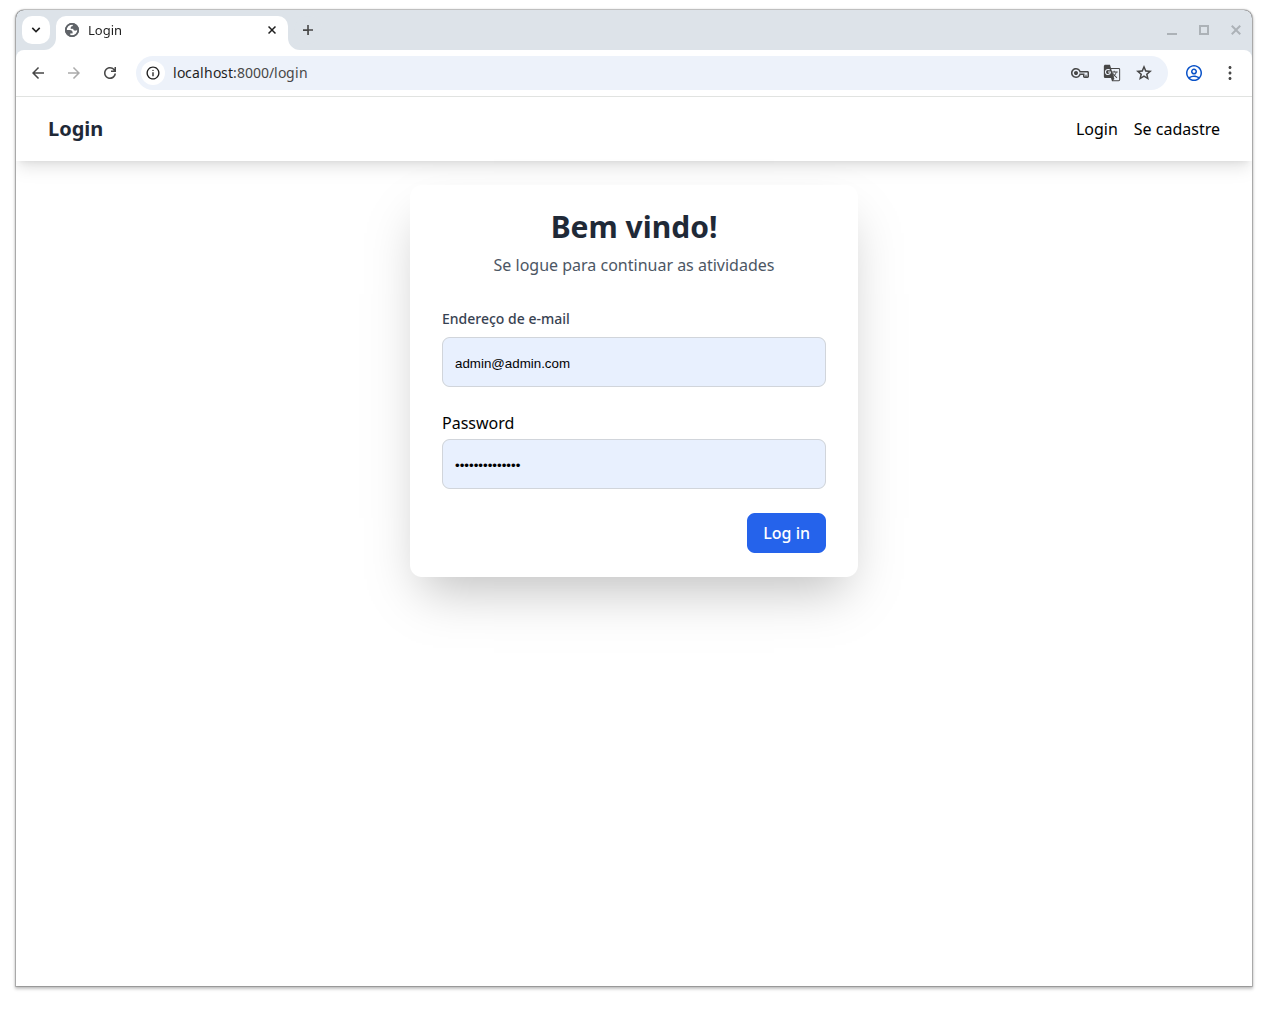 Login
localhost:8000/login
Login
Login Se cadastre
Bem vindo!
Se logue para continuar as atividades
Endereço de e-mail
admin@admin.com
Password
••••••••••••••
Log in